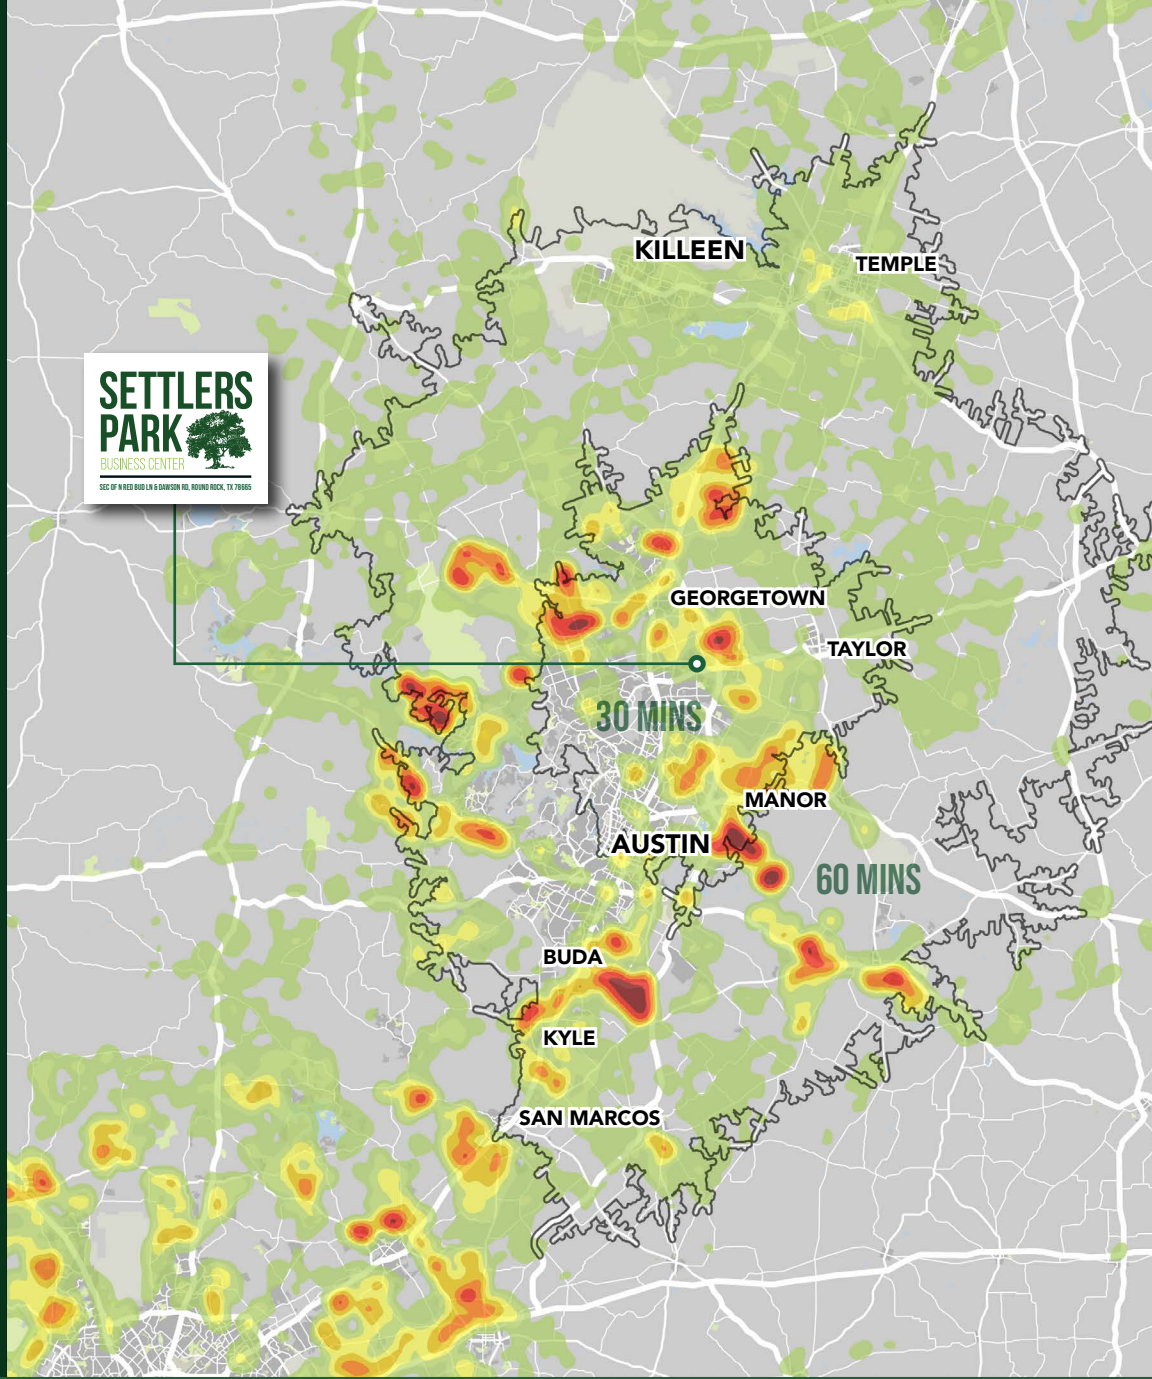 KILLEEN
TEMPLE
SETTLERS
PARK
BUSINESS CENTER
SEC OF N RED BUD LN & DAWSON RD, ROUND ROCK, TX 78665
GEORGETOWN
TAYLOR
30 MINS
MANOR
AUSTIN
60 MINS
BUDA
KYLE
SAN MARCOS